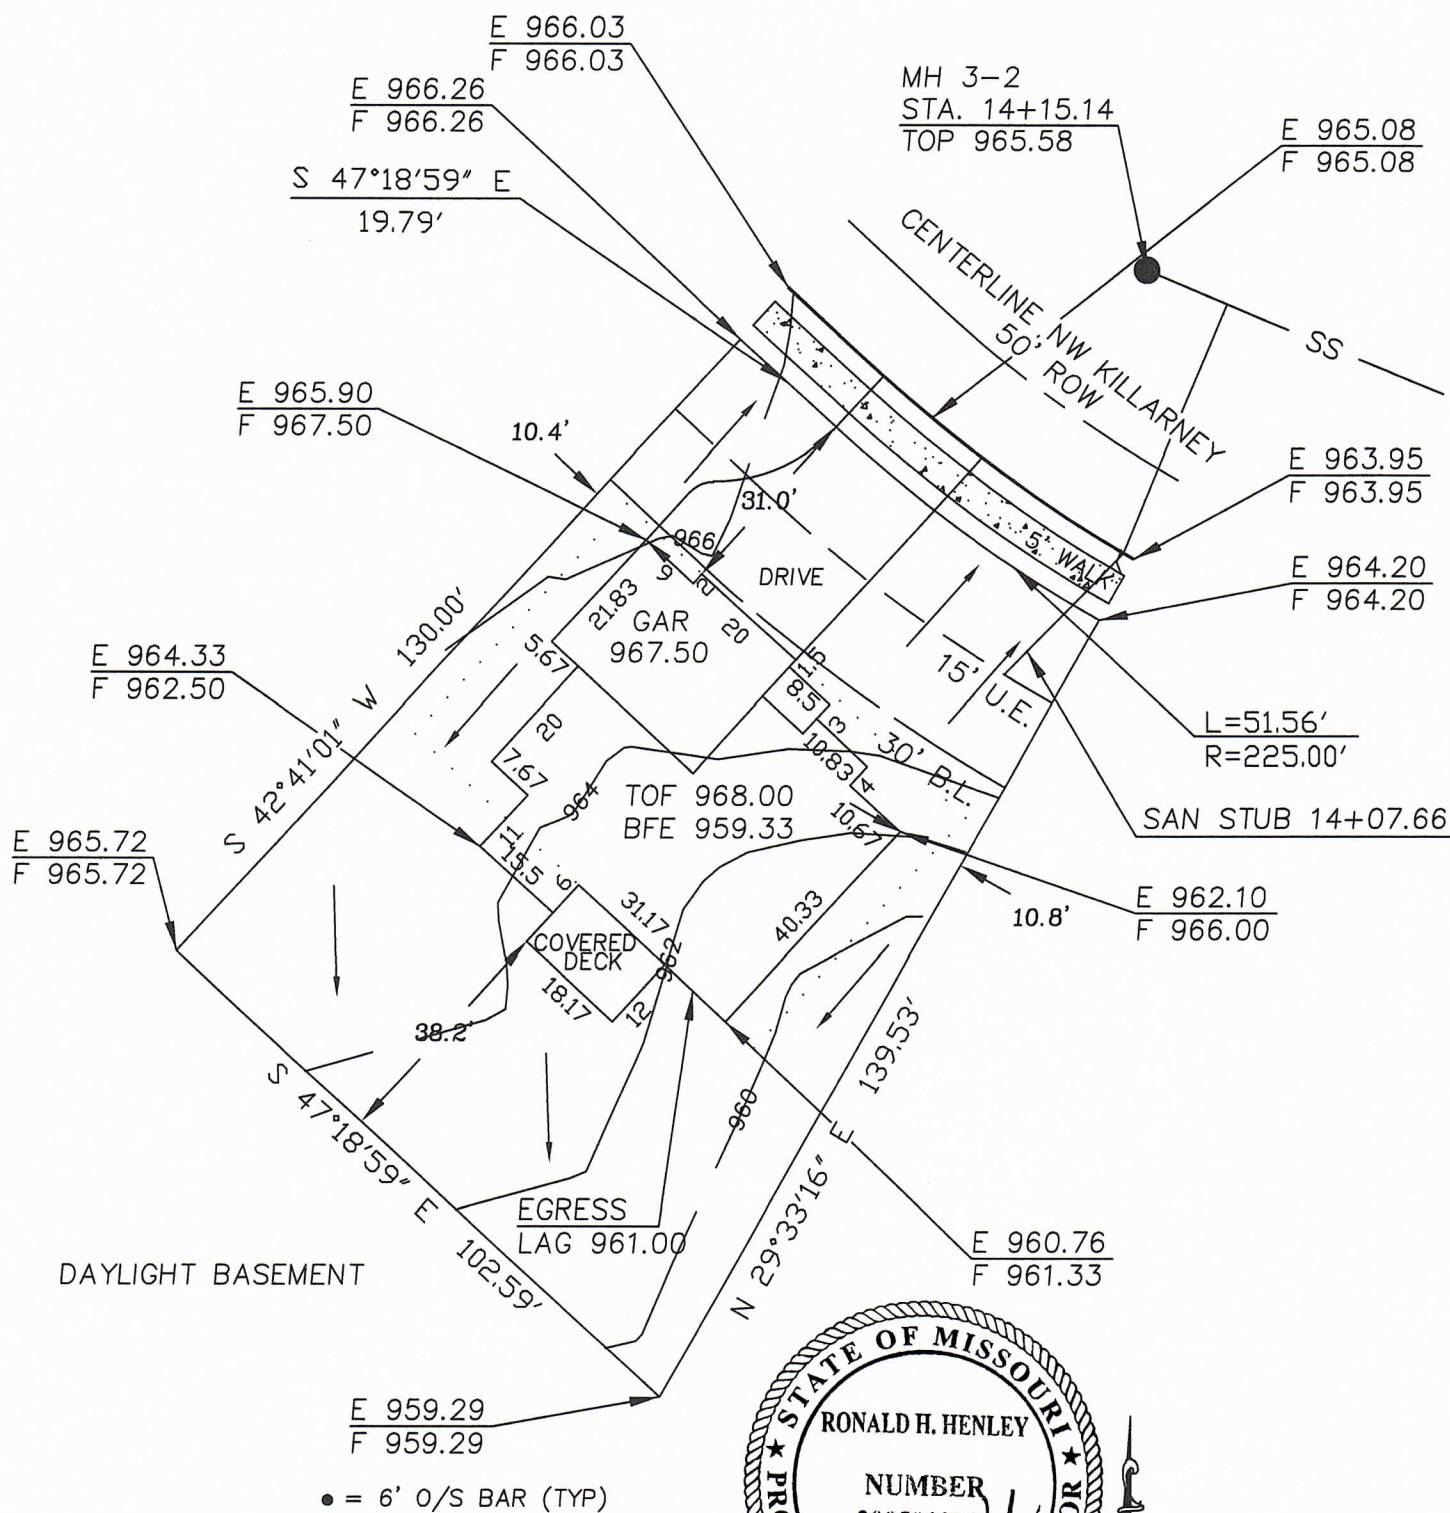 E 966.03
F 966.03
E 966.26
F 966.26
S 47°18'59" E
19.79'
MH 3-2
STA. 14+15.14
TOP 965.58
E 965.08
F 965.08
CENTERLINE NW KILLARNEY
50' ROW
SS
E 965.90
F 967.50
10.4'
31.0'
966
9
2
DRIVE
5' WALK
E 963.95
F 963.95
E 964.20
F 964.20
21.83
GAR
967.50
20
5.67
130.00'
S 42°41'01" W
E 964.33
F 962.50
1.5
8.5
3
10.83
4
10.67
15' U.E.
30' B.L.
L=51.56'
R=225.00'
SAN STUB 14+07.66
20
7.67
964
TOF 968.00
BFE 959.33
11
15.5
6
31.17
40.33
E 965.72
F 965.72
E 962.10
F 966.00
10.8'
COVERED
DECK
962
18.17
12
38.2'
960
139.53'
N 29°33'16" E
S 47°18'59" E
102.59'
EGRESS
LAG 961.00
E 960.76
F 961.33
DAYLIGHT BASEMENT
E 959.29
F 959.29
● = 6' O/S BAR (TYP)
★ STATE OF MISSOURI ★
RONALD H. HENLEY
NUMBER